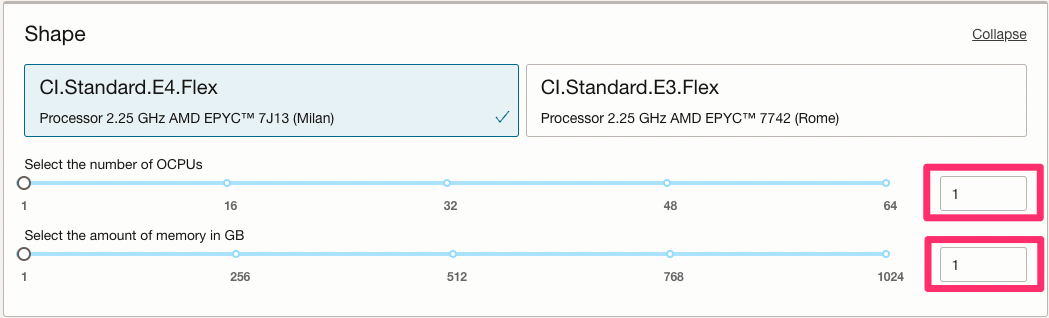 Shape
Collapse
CI.Standard.E4.Flex
Processor 2.25 GHz AMD EPYC™ 7J13 (Milan)
CI.Standard.E3.Flex
Processor 2.25 GHz AMD EPYC™ 7742 (Rome)
Select the number of OCPUs
1 16 32 48 64
1
Select the amount of memory in GB
1 256 512 768 1024
1